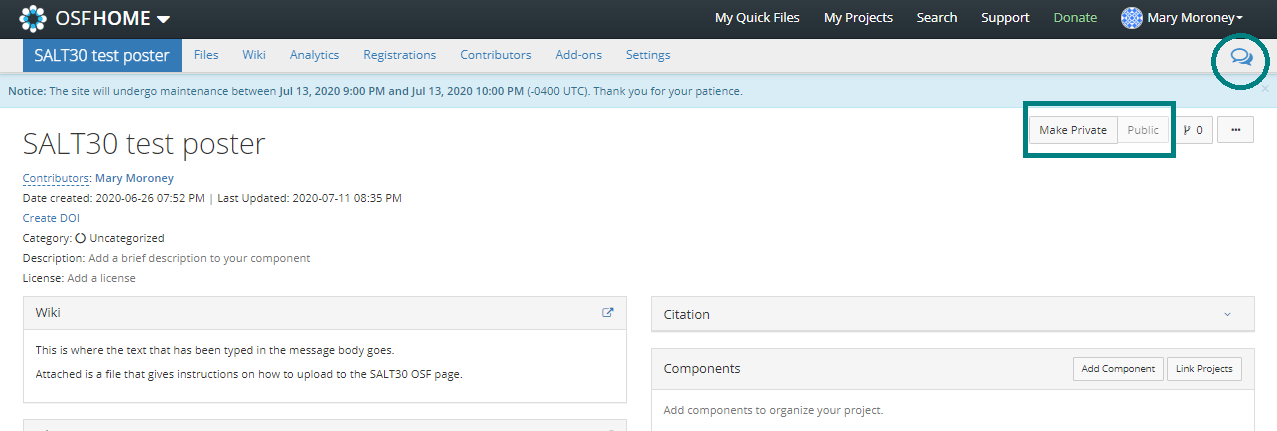 OSFHOME My Quick Files My Projects Search Support Donate Mary Moroney
SALT30 test poster Files Wiki Analytics Registrations Contributors Add-ons Settings
Notice: The site will undergo maintenance between Jul 13, 2020 9:00 PM and Jul 13, 2020 10:00 PM (-0400 UTC). Thank you for your patience. ×
Make Private Public 0 ···
SALT30 test poster
Contributors: Mary Moroney
Date created: 2020-06-26 07:52 PM | Last Updated: 2020-07-11 08:35 PM
Create DOI
Category: Uncategorized
Description: Add a brief description to your component
License: Add a license
Wiki
This is where the text that has been typed in the message body goes.
Attached is a file that gives instructions on how to upload to the SALT30 OSF page.
Citation
Components Add Component Link Projects
Add components to organize your project.